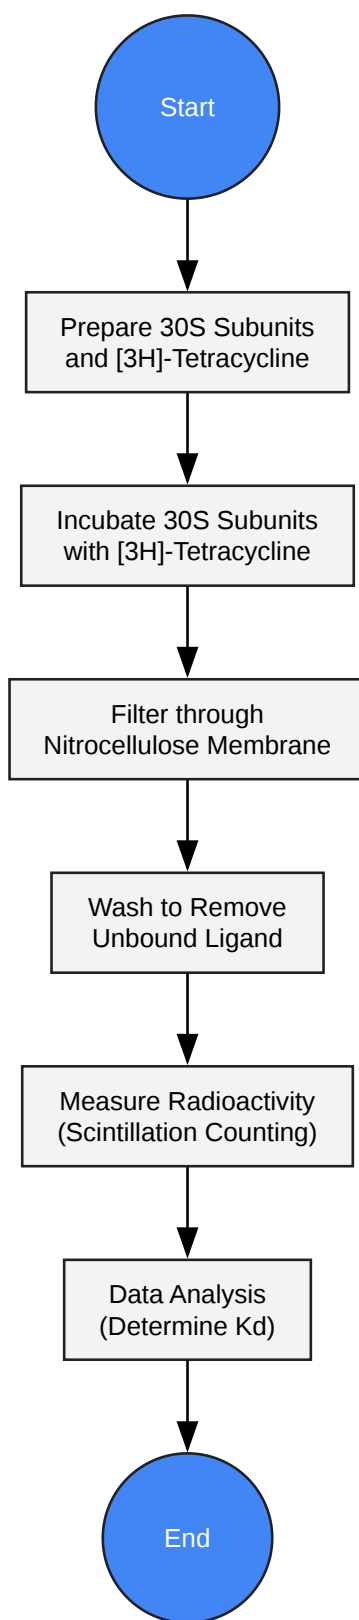 Start
Prepare 30S Subunits
and [3H]-Tetracycline
Incubate 30S Subunits
with [3H]-Tetracycline
Filter through
Nitrocellulose Membrane
Wash to Remove
Unbound Ligand
Measure Radioactivity
(Scintillation Counting)
Data Analysis
(Determine Kd)
End